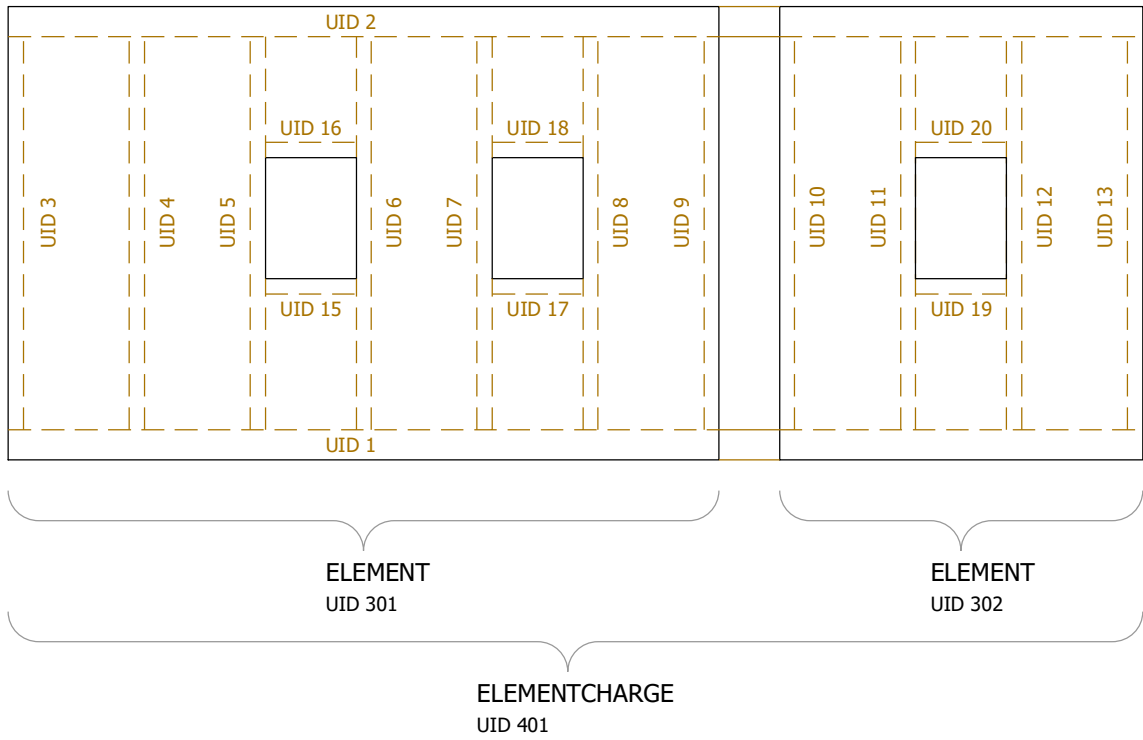 UID 2
UID 16
UID 18
UID 20
UID 3
UID 4
UID 5
UID 6
UID 7
UID 8
UID 9
UID 10
UID 11
UID 12
UID 13
UID 15
UID 17
UID 19
UID 1
ELEMENT
UID 301
ELEMENT
UID 302
ELEMENTCHARGE
UID 401